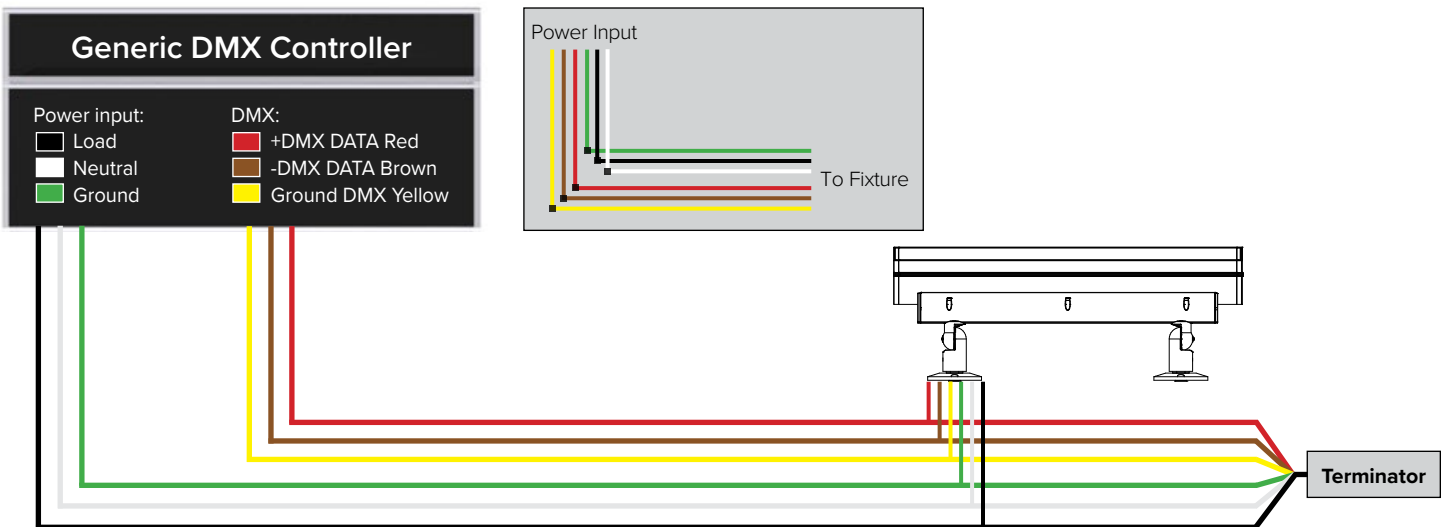 Generic DMX Controller
Power input:
Load
Neutral
Ground
DMX:
+DMX DATA Red
-DMX DATA Brown
Ground DMX Yellow
Power Input
To Fixture
Terminator